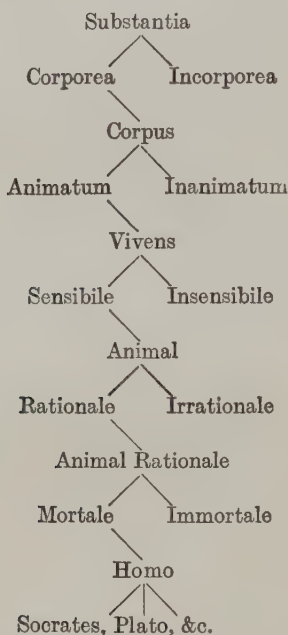 Substantia
Corporea Incorporea
Corpus
Animatum Inanimatum
Vivens
Sensibile Insensibile
Animal
Rationale Irrationale
Animal Rationale
Mortale Immortale
Homo
Socrates, Plato, &c.